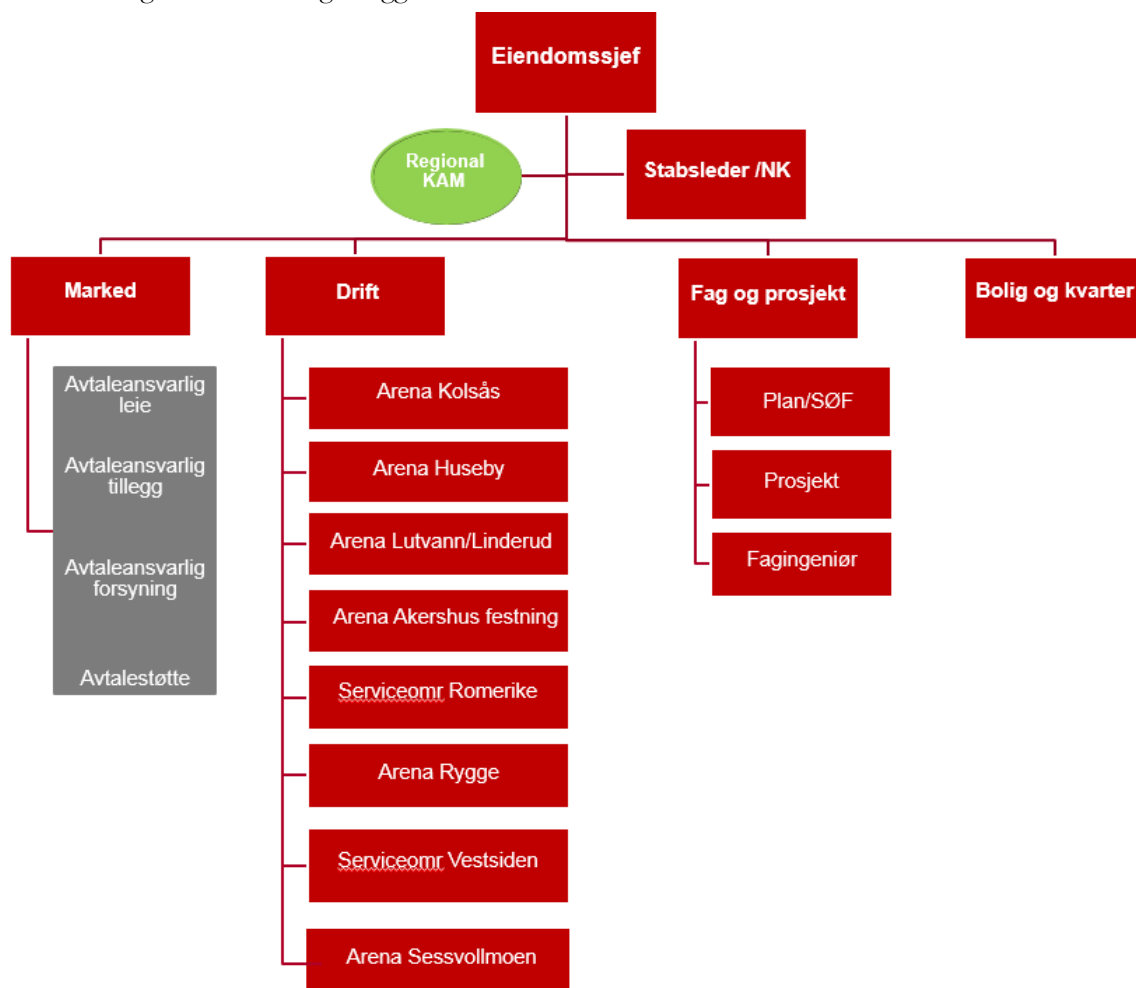 Eiendomssjef
Regional
KAM
Stabsleder /NK
Marked
Drift
Fag og prosjekt
Bolig og kvarter
Avtaleansvarlig
leie
Avtaleansvarlig
tillegg
Avtaleansvarlig
forsyning
Avtalestøtte
Arena Kolsås
Arena Huseby
Arena Lutvann/Linderud
Arena Akershus festning
Serviceomr Romerike
Arena Rygge
Serviceomr Vestsiden
Arena Sessvollmoen
Plan/SØF
Prosjekt
Fagingeniør